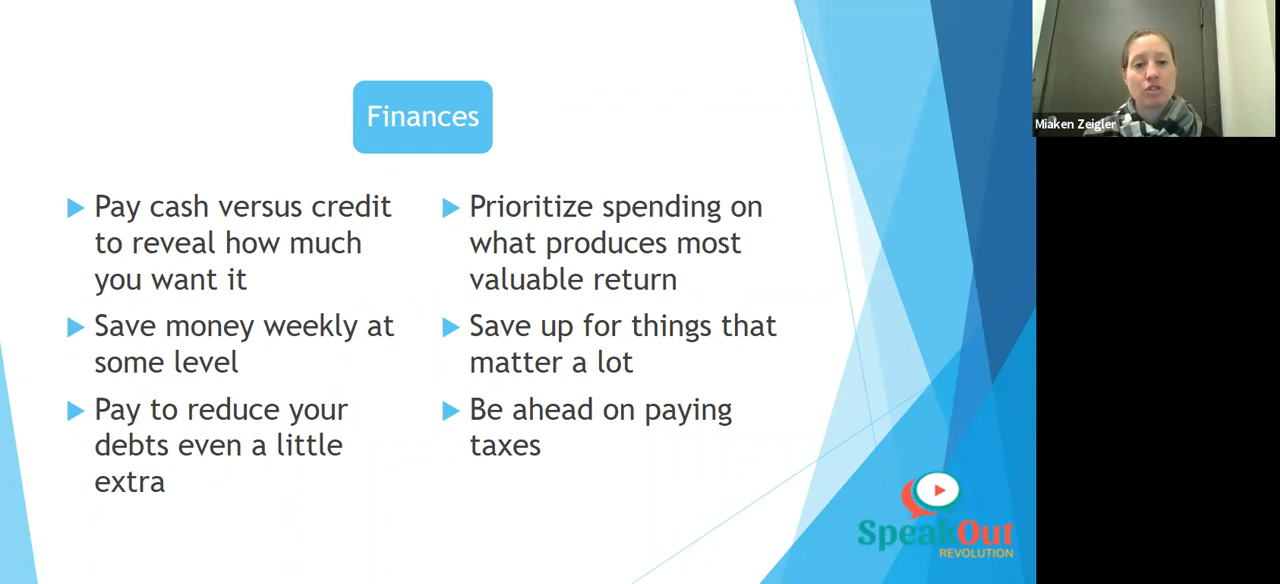 Finances
Pay cash versus credit
to reveal how much
you want it
Save money weekly at
some level
Pay to reduce your
debts even a little
extra
Prioritize spending on
what produces most
valuable return
Save up for things that
matter a lot
Be ahead on paying
taxes
SpeakOut
REVOLUTION
Miaken Zeigler